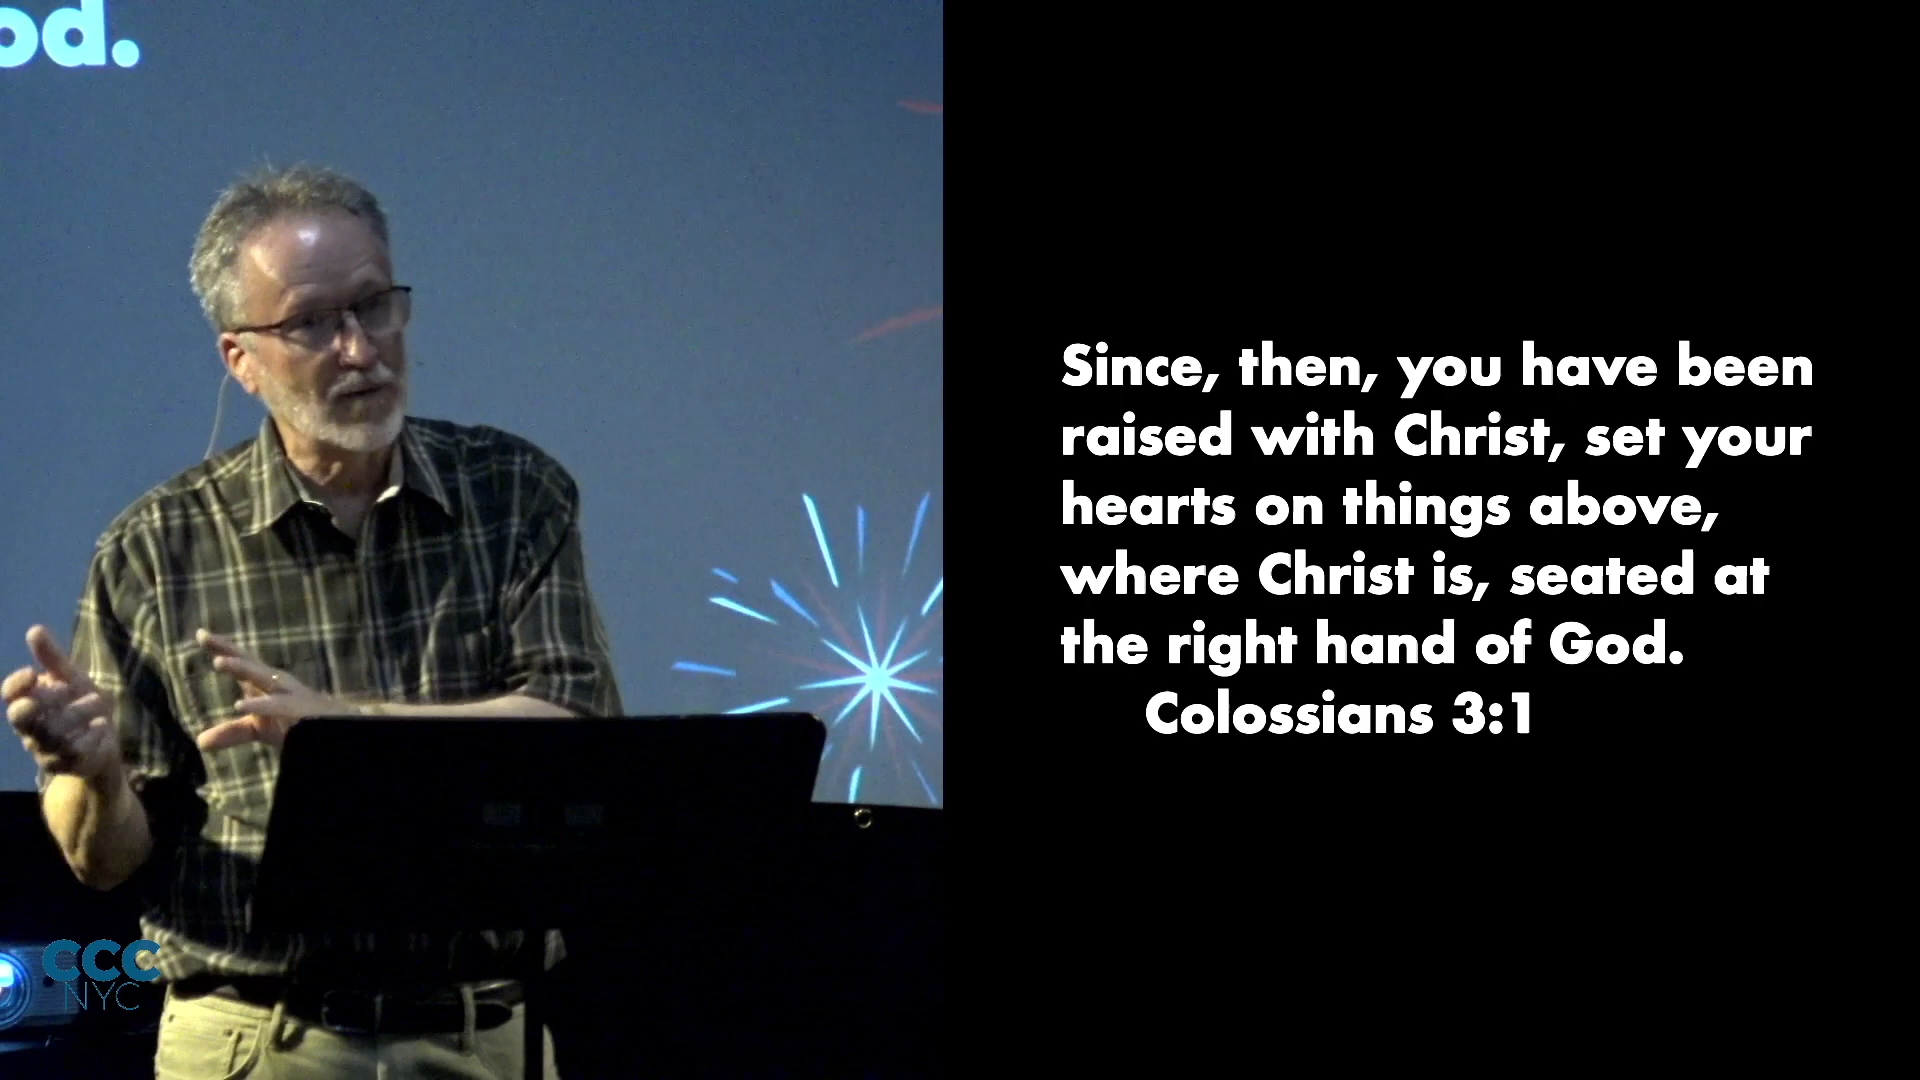 od.
Since, then, you have been
raised with Christ, set your
hearts on things above,
where Christ is, seated at
the right hand of God.
Colossians 3:1
CCC
NYC